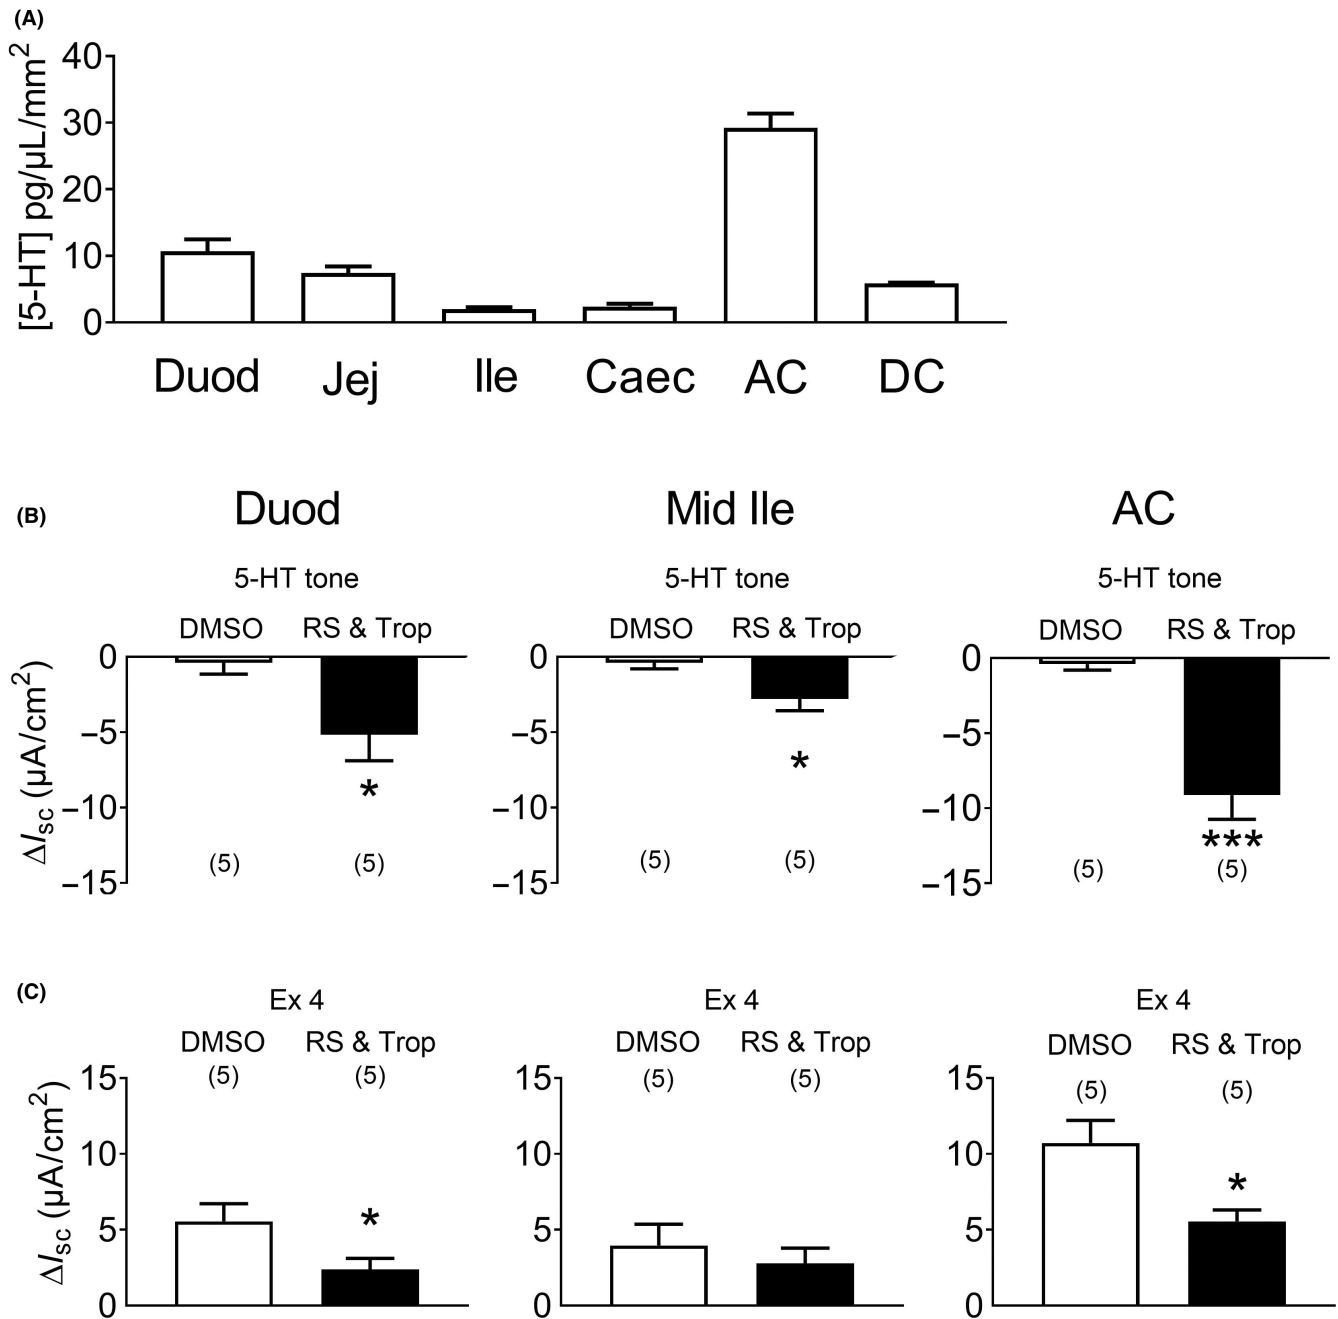 (A)
[5-HT] pg/µL/mm²
40
30
20
10
0
Duod Jej Ile Caec AC DC
(B)
Duod Mid Ile AC
5-HT tone 5-HT tone 5-HT tone
DMSO RS & Trop DMSO RS & Trop DMSO RS & Trop
ΔIsc (µA/cm²)
0 0 0
−5 −5 −5
* * 
−10 −10 −10
***
(5) (5) (5) (5) (5) (5)
−15 −15 −15
(C)
Ex 4 Ex 4 Ex 4
DMSO RS & Trop DMSO RS & Trop DMSO RS & Trop
(5) (5) (5) (5) (5) (5)
ΔIsc (µA/cm²)
15 15 15
10 10 10
* *
5 5 5
0 0 0